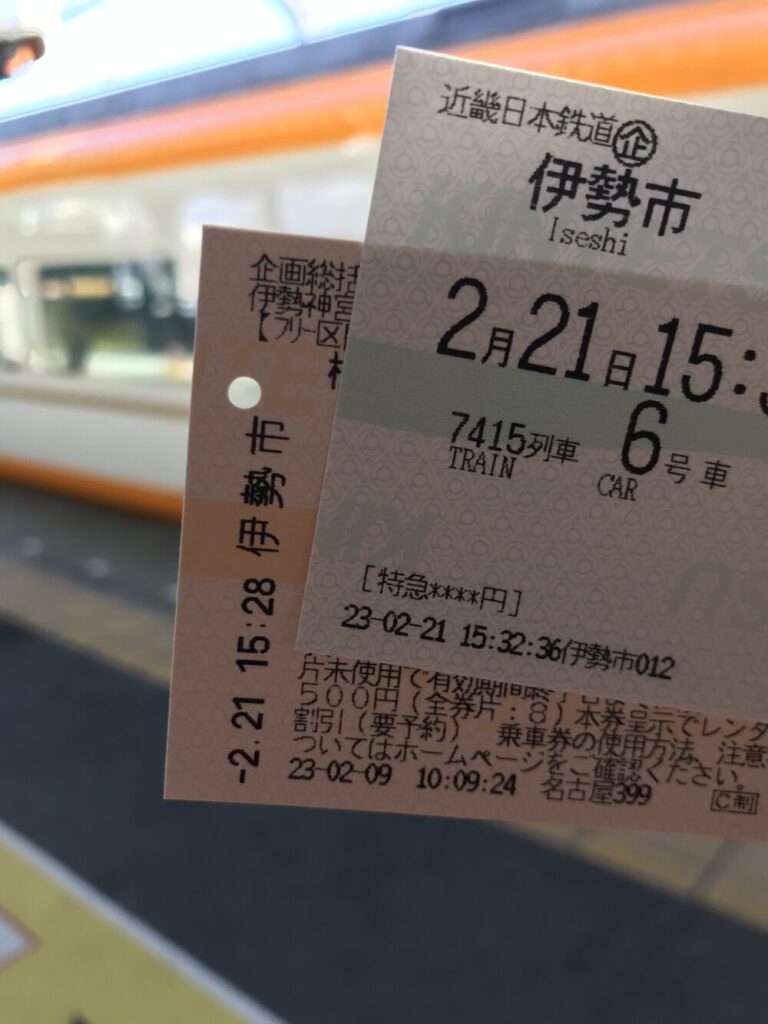 近畿日本鉄道㊭
伊勢市
Iseshi
2月21日15:
7415列車 6号車
TRAIN CAR
[特急****円]
23-02-21 15:32:36伊勢市012
企画総括
伊勢神宮
【フリー区
-2.21 15:28 伊勢市
片未使用で有効期間
500円(全券片:8)本券呈示でレンタ
割引(要予約) 乗車券の使用方法、注意
ついてはホームページをご確認ください。
23-02-09 10:09:24 名古屋399
C制